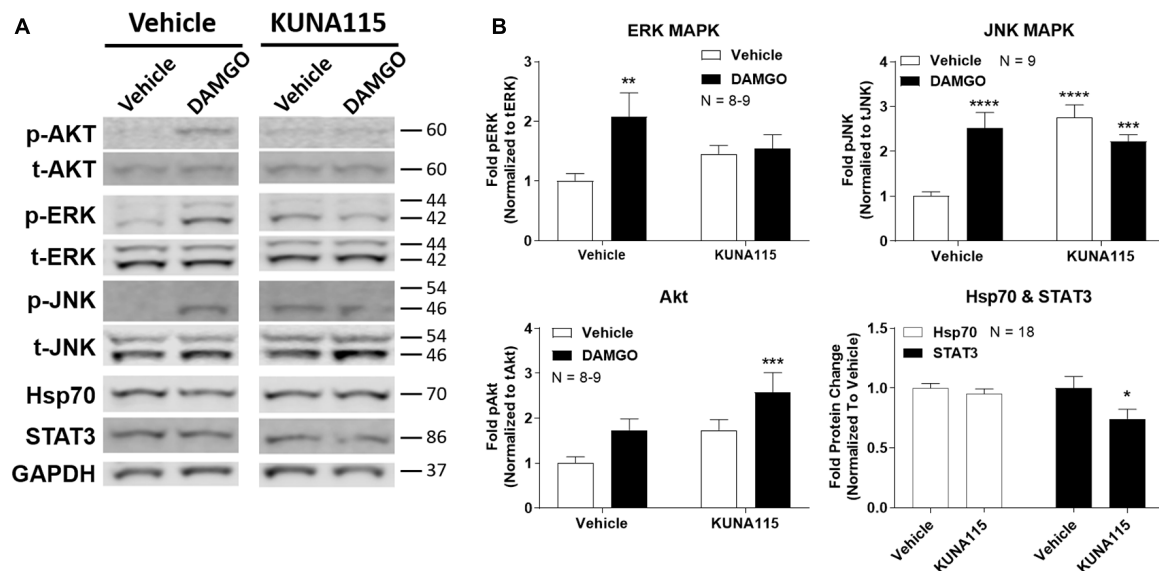 A
Vehicle KUNA115
Vehicle DAMGO Vehicle DAMGO
p-AKT 60
t-AKT 60
p-ERK 44
42
t-ERK 44
42
p-JNK 54
46
t-JNK 54
46
Hsp70 70
STAT3 86
GAPDH 37
B
ERK MAPK
Fold pERK
(Normalized to tERK)
3
2
1
0
**
Vehicle
DAMGO
N = 8-9
Vehicle KUNA115
JNK MAPK
Fold pJNK
(Normaliied to tJNK)
4
3
2
1
0
Vehicle N = 9
DAMGO
**** **** ***
Vehicle KUNA115
Akt
Fold pAkt
(Normalized to tAkt)
4
3
2
1
0
Vehicle
DAMGO
N = 8-9
***
Vehicle KUNA115
Hsp70 & STAT3
Fold Protein Change
(Normalized To Vehicle)
1.5
1.0
0.5
0.0
Hsp70 N = 18
STAT3
*
Vehicle KUNA115 Vehicle KUNA115